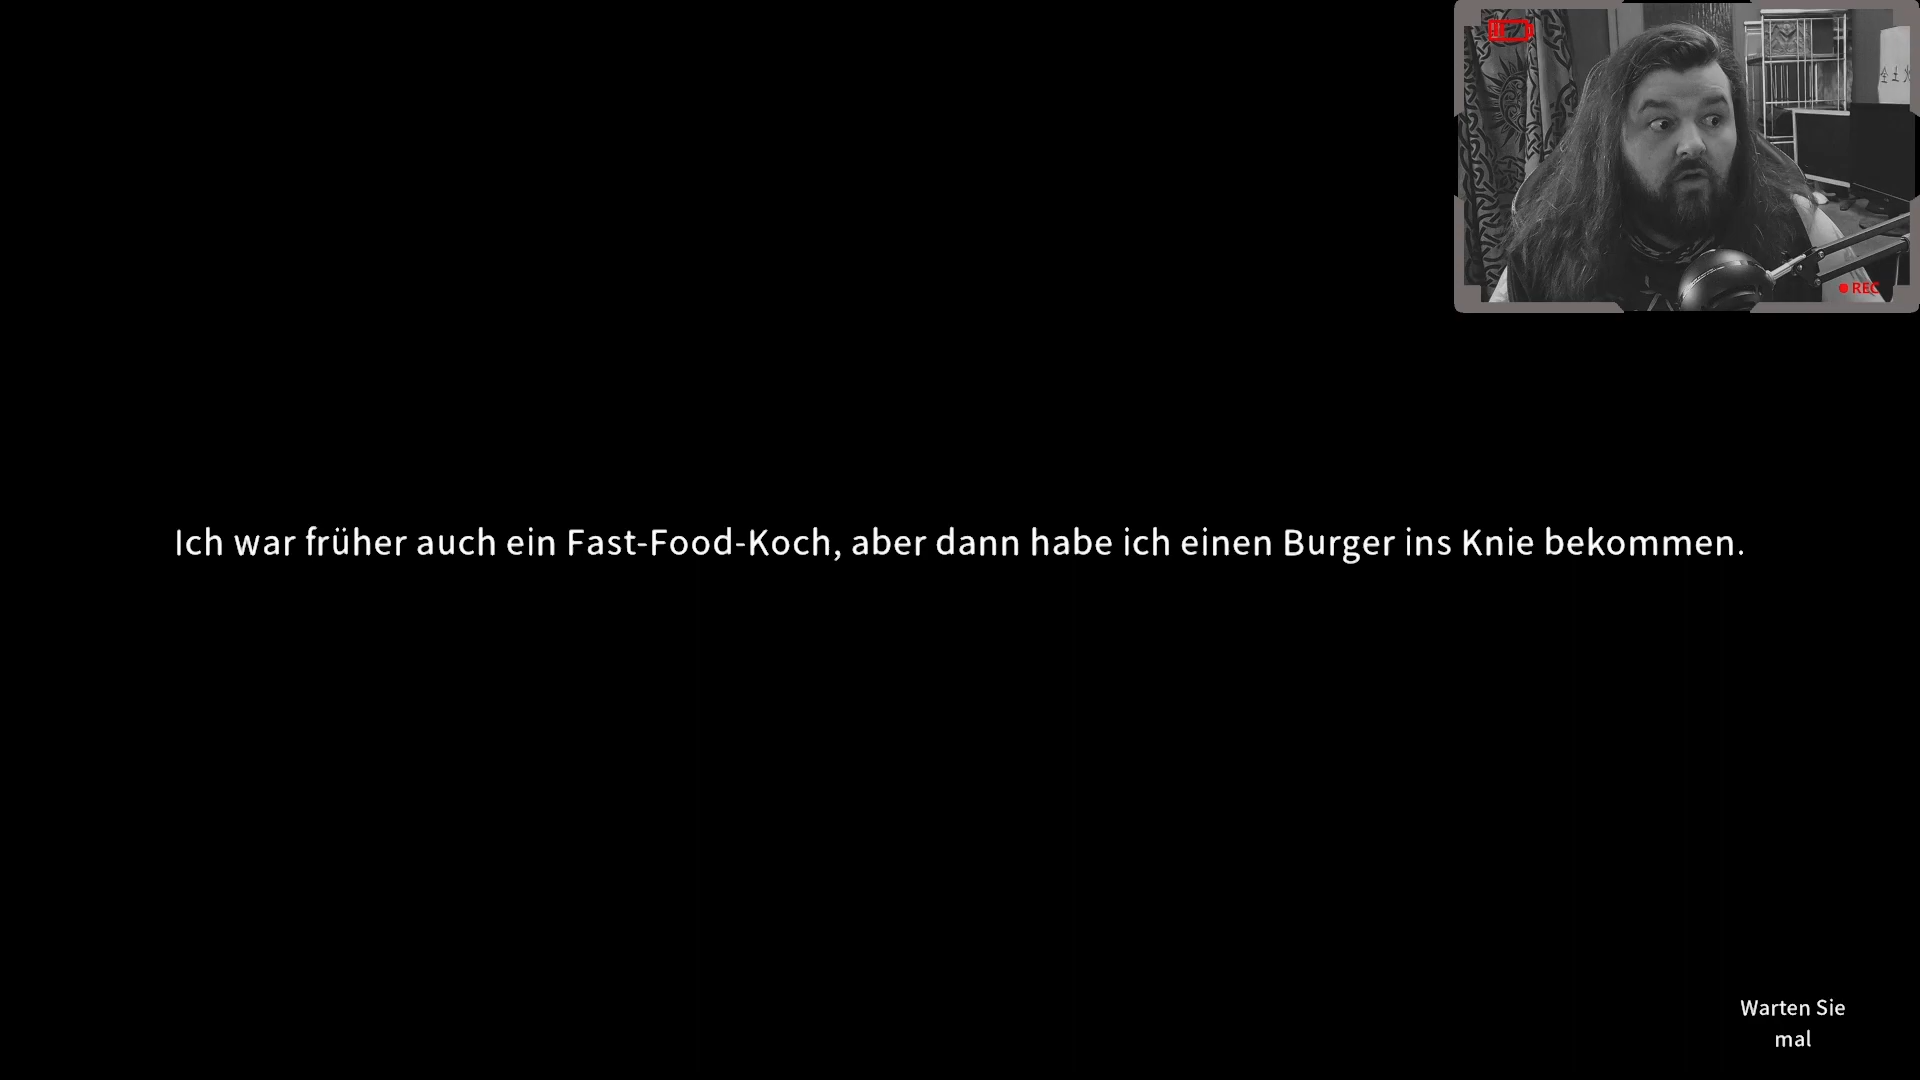 REC
Ich war früher auch ein Fast-Food-Koch, aber dann habe ich einen Burger ins Knie bekommen.
Warten Sie
mal